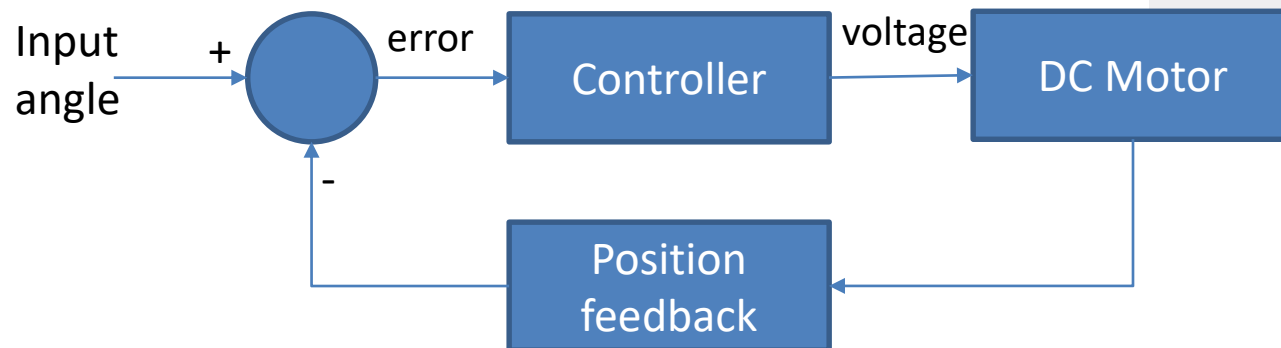 Input
angle
+
error
Controller
voltage
DC Motor
-
Position
feedback